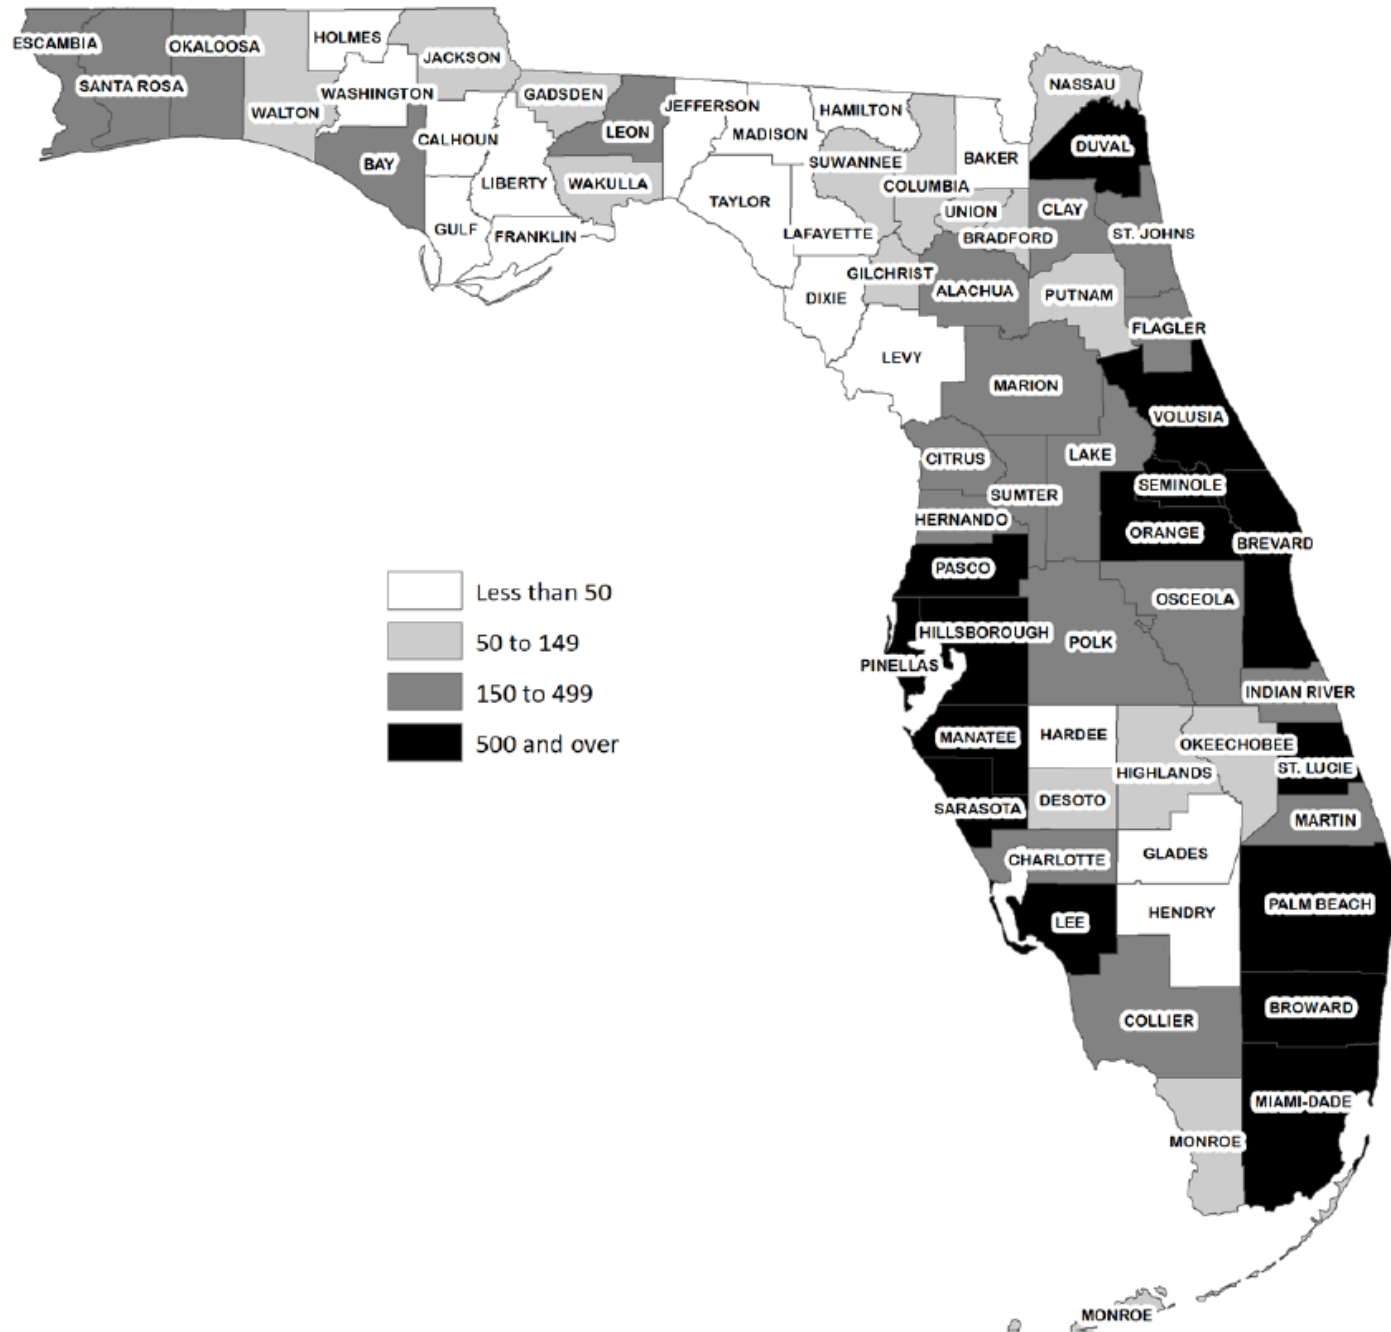 HOLMES
ESCAMBIA
OKALOOSA
JACKSON
SANTA ROSA
WASHINGTON
GADSDEN
WALTON
JEFFERSON
HAMILTON
NASSAU
LEON
MADISON
CALHOUN
DUVAL
BAY
SUWANNEE
BAKER
LIBERTY
WAKULLA
COLUMBIA
TAYLOR
UNION
CLAY
GULF
FRANKLIN
LAFAYETTE
BRADFORD
ST. JOHNS
GILCHRIST
ALACHUA
PUTNAM
DIXIE
FLAGLER
LEVY
MARION
VOLUSIA
CITRUS
LAKE
SEMINOLE
SUMTER
HERNANDO
ORANGE
BREVARD
PASCO
Less than 50
OSCEOLA
HILLSBOROUGH
50 to 149
POLK
PINELLAS
150 to 499
INDIAN RIVER
MANATEE
HARDEE
500 and over
OKEECHOBEE
ST. LUCIE
HIGHLANDS
DESOTO
SARASOTA
MARTIN
CHARLOTTE
GLADES
PALM BEACH
HENDRY
LEE
BROWARD
COLLIER
MIAMI-DADE
MONROE
MONROE